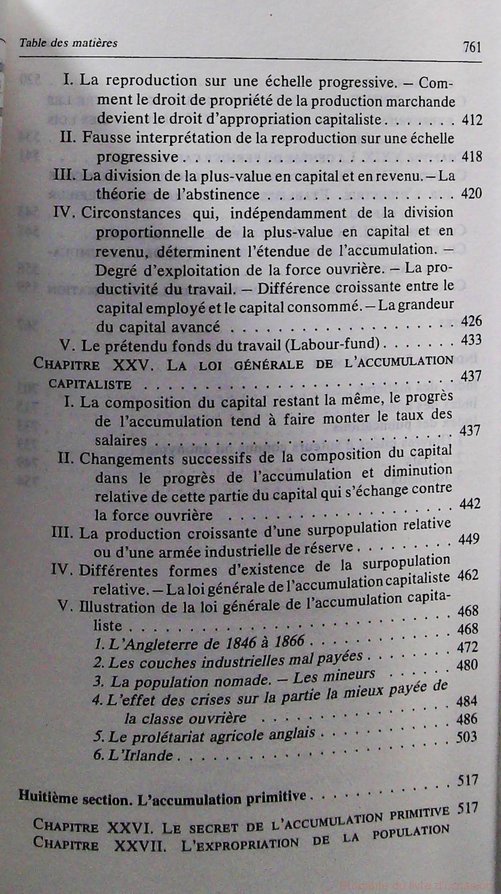 Table des matières 761
I. La reproduction sur une échelle progressive. — Com-
ment le droit de propriété de la production marchande
devient le droit d'appropriation capitaliste. . . . . . . 412
II. Fausse interprétation de la reproduction sur une échelle
progressive . . . . . . . . . . . . . . . . . . . 418
III. La division de la plus-value en capital et en revenu. — La
théorie de l'abstinence . . . . . . . . . . . . . . 420
IV. Circonstances qui, indépendamment de la division
proportionnelle de la plus-value en capital et en
revenu, déterminent l'étendue de l'accumulation. —
Degré d'exploitation de la force ouvrière. — La pro-
ductivité du travail. — Différence croissante entre le
capital employé et le capital consommé. — La grandeur
du capital avancé . . . . . . . . . . . . . . . . 426
V. Le prétendu fonds du travail (Labour-fund) . . . . . . 433
CHAPITRE XXV. LA LOI GÉNÉRALE DE L'ACCUMULATION
CAPITALISTE . . . . . . . . . . . . . . . . . . . . 437
I. La composition du capital restant la même, le progrès
de l'accumulation tend à faire monter le taux des
salaires . . . . . . . . . . . . . . . . . . . . . 437
II. Changements successifs de la composition du capital
dans le progrès de l'accumulation et diminution
relative de cette partie du capital qui s'échange contre
la force ouvrière . . . . . . . . . . . . . . . . 442
III. La production croissante d'une surpopulation relative
ou d'une armée industrielle de réserve . . . . . . . . 449
IV. Différentes formes d'existence de la surpopulation
relative. — La loi générale de l'accumulation capitaliste 462
V. Illustration de la loi générale de l'accumulation capita-
liste . . . . . . . . . . . . . . . . . . . . . . 468
1. L'Angleterre de 1846 à 1866 . . . . . . . . . . 468
2. Les couches industrielles mal payées . . . . . . . 472
3. La population nomade. — Les mineurs . . . . . . 480
4. L'effet des crises sur la partie la mieux payée de
la classe ouvrière . . . . . . . . . . . . . . 484
5. Le prolétariat agricole anglais . . . . . . . . . . 486
6. L'Irlande . . . . . . . . . . . . . . . . . . . 503
Huitième section. L'accumulation primitive . . . . . . . . . . 517
CHAPITRE XXVI. LE SECRET DE L'ACCUMULATION PRIMITIVE 517
CHAPITRE XXVII. L'EXPROPRIATION DE LA POPULATION